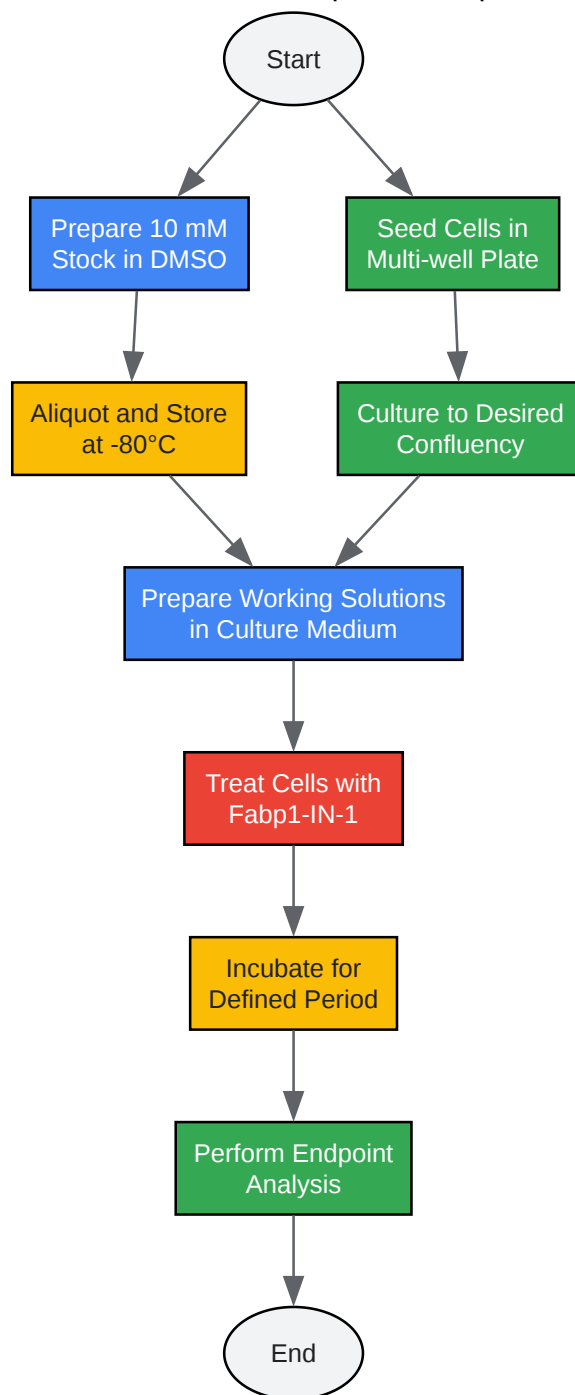 Start
Prepare 10 mM
Stock in DMSO
Seed Cells in
Multi-well Plate
Aliquot and Store
at -80°C
Culture to Desired
Confluency
Prepare Working Solutions
in Culture Medium
Treat Cells with
Fabp1-IN-1
Incubate for
Defined Period
Perform Endpoint
Analysis
End